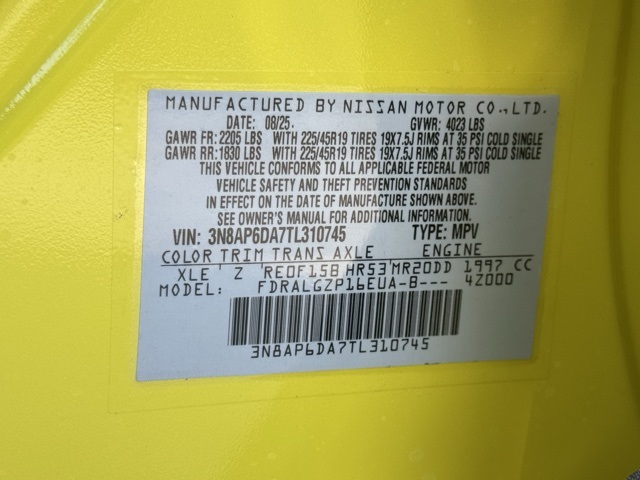 MANUFACTURED BY NISSAN MOTOR CO.,LTD.
DATE: 08/25. GVWR: 4023 LBS
GAWR FR: 2205 LBS WITH 225/45R19 TIRES 19X7.5J RIMS AT 35 PSI COLD SINGLE
GAWR RR: 1830 LBS WITH 225/45R19 TIRES 19X7.5J RIMS AT 35 PSI COLD SINGLE
THIS VEHICLE CONFORMS TO ALL APPLICABLE FEDERAL MOTOR
VEHICLE SAFETY AND THEFT PREVENTION STANDARDS
IN EFFECT ON THE DATE OF MANUFACTURE SHOWN ABOVE.
SEE OWNER'S MANUAL FOR ADDITIONAL INFORMATION.
VIN: 3N8AP6DA7TL310745 TYPE: MPV
COLOR TRIM TRANS AXLE ENGINE
XLE Z RE0F15B HR53 MR20DD 1997 CC
MODEL: FDRALGZP16EUA-B--- 4Z000
3N8AP6DA7TL310745